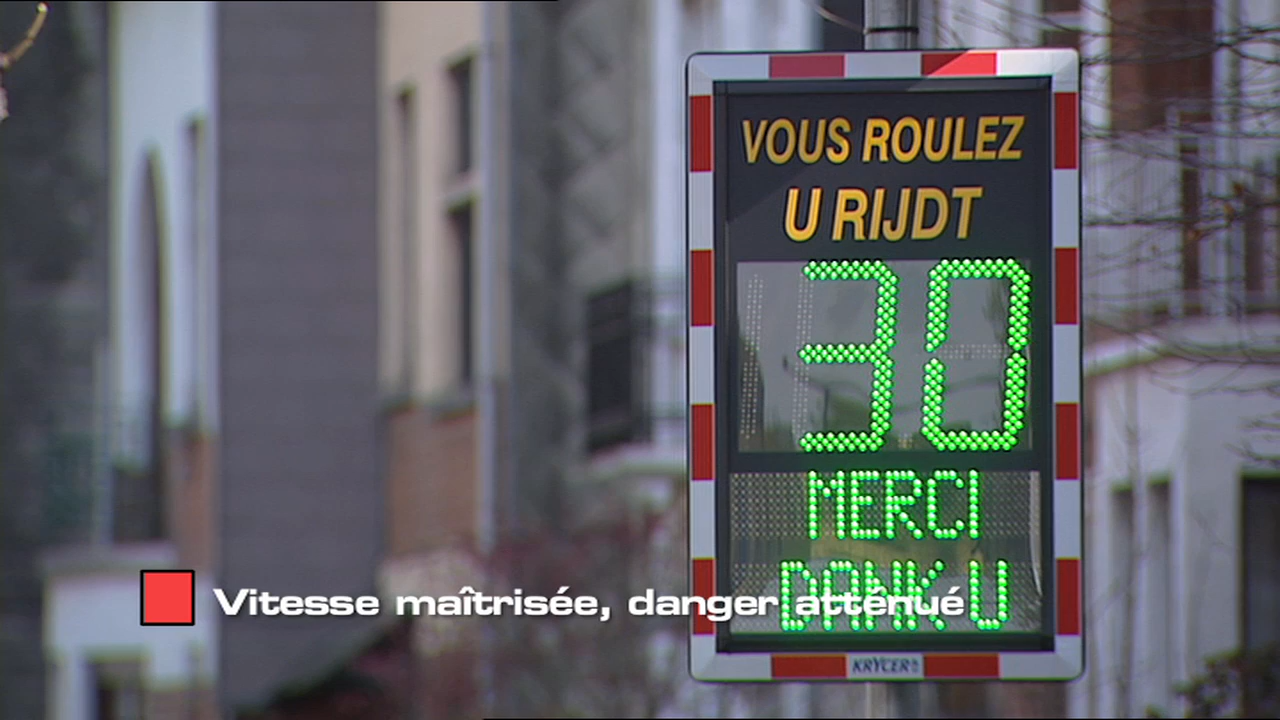 VOUS ROULEZ
U RIJDT
30
MERCI
DANK U
Vitesse maîtrisée, danger atténué
KRYCER